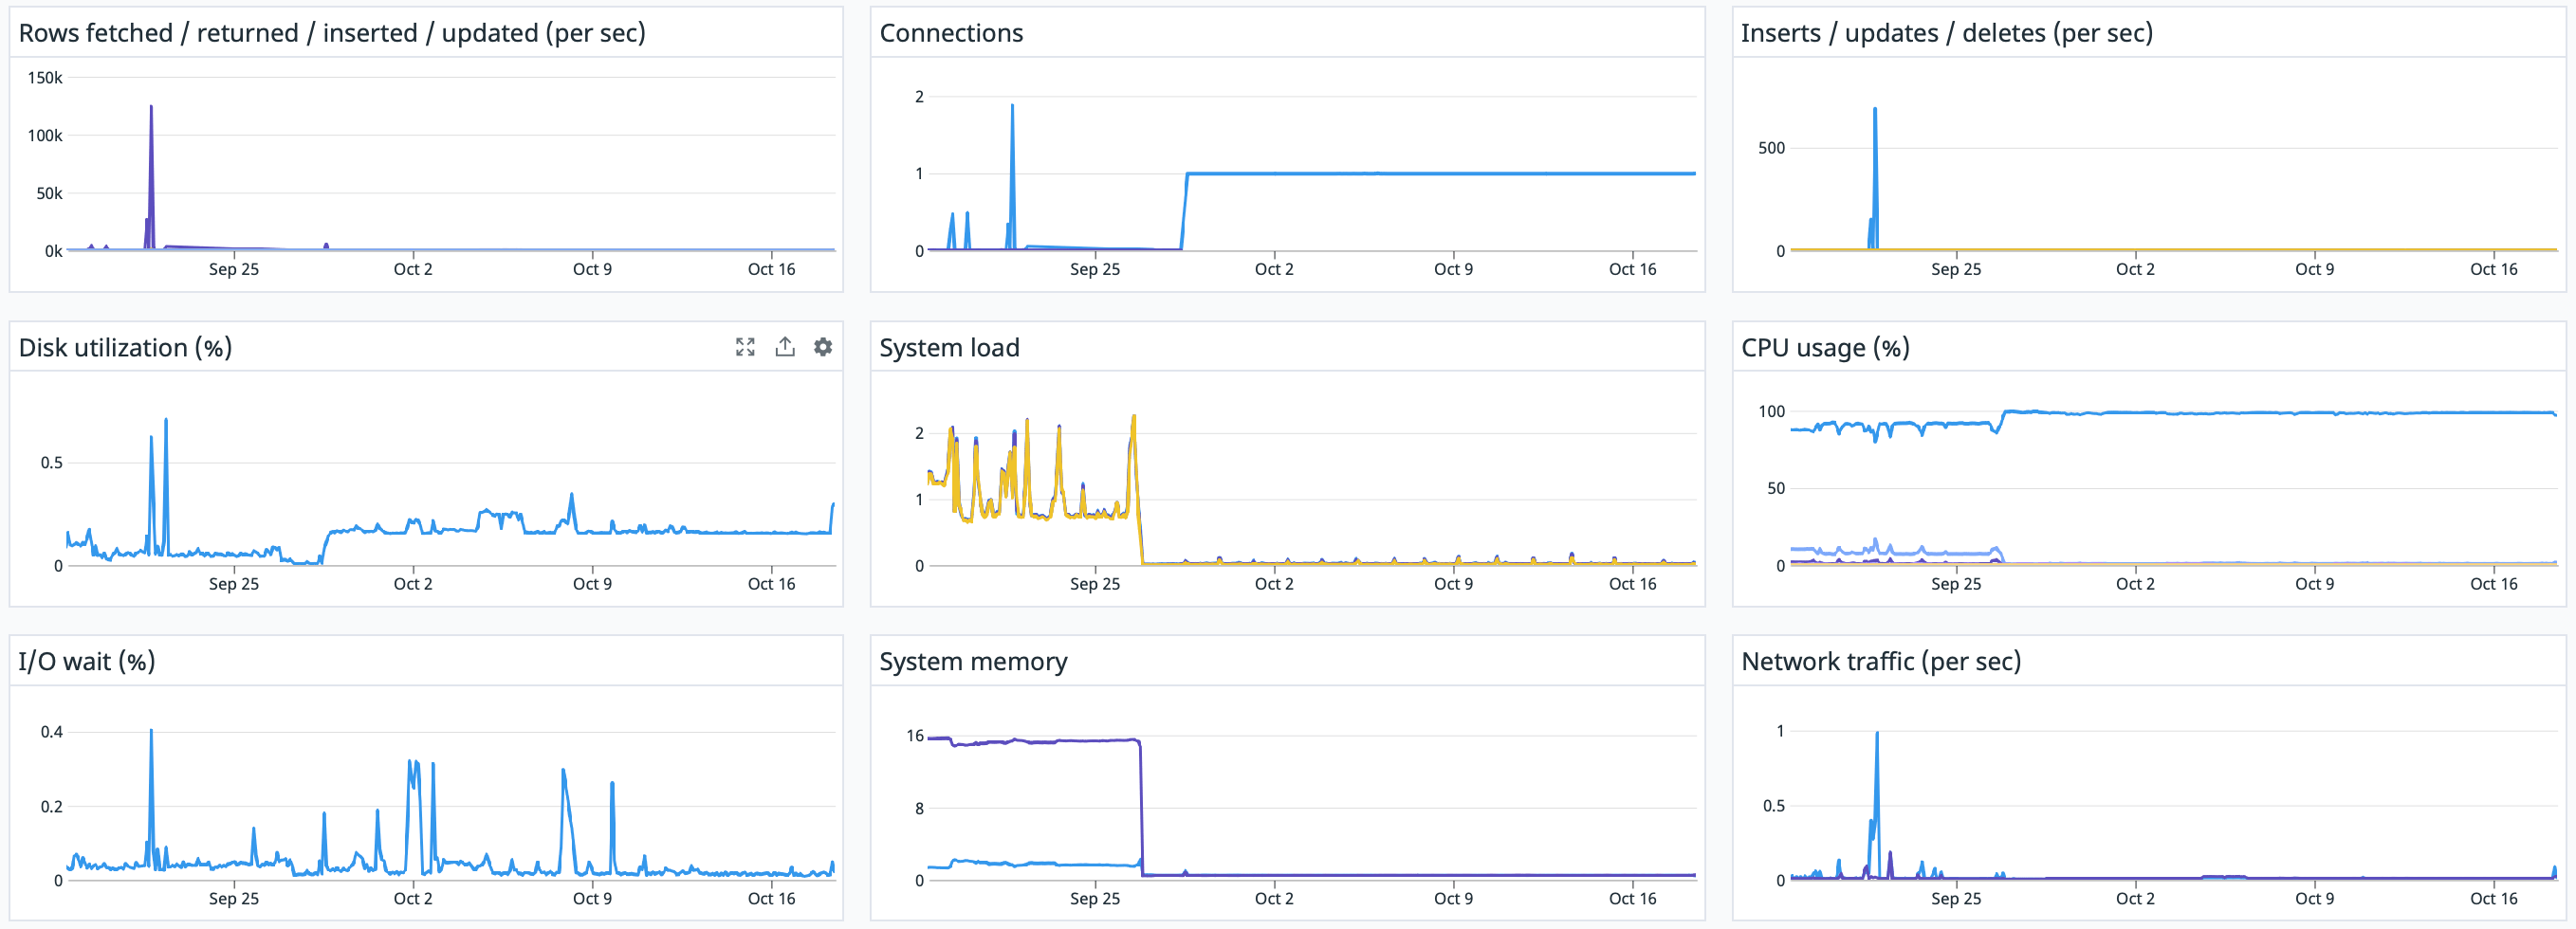 Rows fetched / returned / inserted / updated (per sec)
150k
100k
50k
0k
Sep 25 Oct 2 Oct 9 Oct 16
Connections
2
1
0
Sep 25 Oct 2 Oct 9 Oct 16
Inserts / updates / deletes (per sec)
500
0
Sep 25 Oct 2 Oct 9 Oct 16
Disk utilization (%)
0.5
0
Sep 25 Oct 2 Oct 9 Oct 16
System load
2
1
0
Sep 25 Oct 2 Oct 9 Oct 16
CPU usage (%)
100
50
0
Sep 25 Oct 2 Oct 9 Oct 16
I/O wait (%)
0.4
0.2
0
Sep 25 Oct 2 Oct 9 Oct 16
System memory
16
8
0
Sep 25 Oct 2 Oct 9 Oct 16
Network traffic (per sec)
1
0.5
0
Sep 25 Oct 2 Oct 9 Oct 16